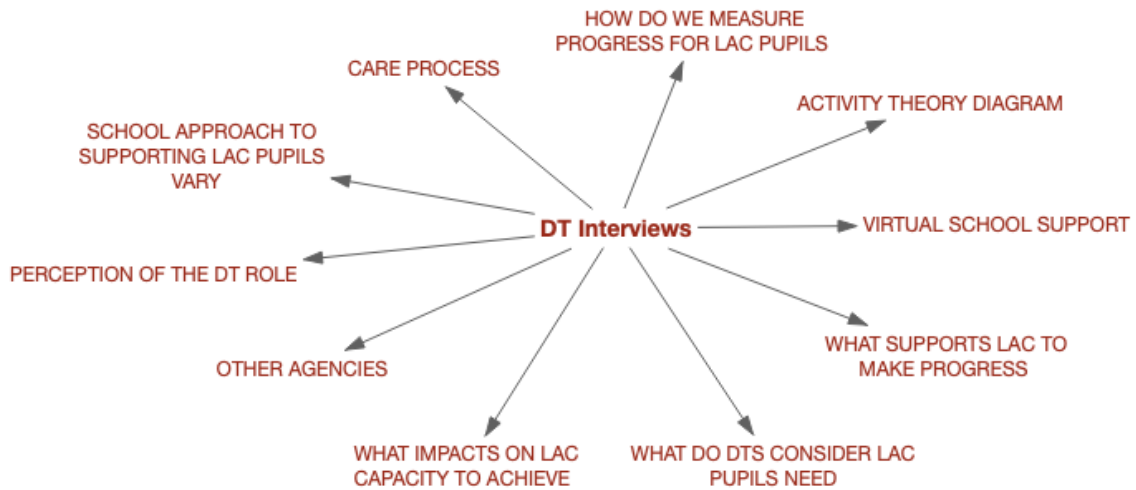 HOW DO WE MEASURE
PROGRESS FOR LAC PUPILS
CARE PROCESS
ACTIVITY THEORY DIAGRAM
SCHOOL APPROACH TO
SUPPORTING LAC PUPILS
VARY
DT Interviews
VIRTUAL SCHOOL SUPPORT
PERCEPTION OF THE DT ROLE
OTHER AGENCIES
WHAT SUPPORTS LAC TO
MAKE PROGRESS
WHAT IMPACTS ON LAC
CAPACITY TO ACHIEVE
WHAT DO DTS CONSIDER LAC
PUPILS NEED